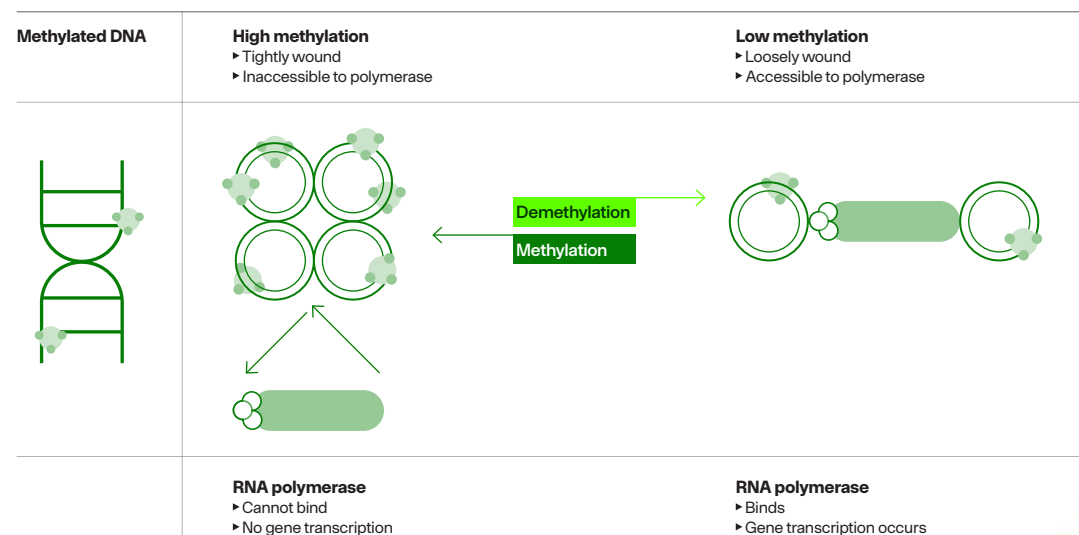 Methylated DNA
High methylation
▸ Tightly wound
▸ Inaccessible to polymerase
Low methylation
▸ Loosely wound
▸ Accessible to polymerase
Demethylation
Methylation
RNA polymerase
▸ Cannot bind
▸ No gene transcription
RNA polymerase
▸ Binds
▸ Gene transcription occurs